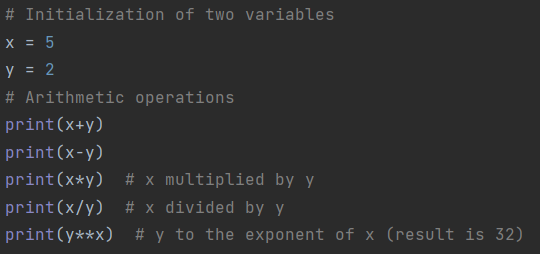 # Initialization of two variables
x = 5
y = 2
# Arithmetic operations
print(x+y)
print(x-y)
print(x*y)  # x multiplied by y
print(x/y)  # x divided by y
print(y**x)  # y to the exponent of x (result is 32)